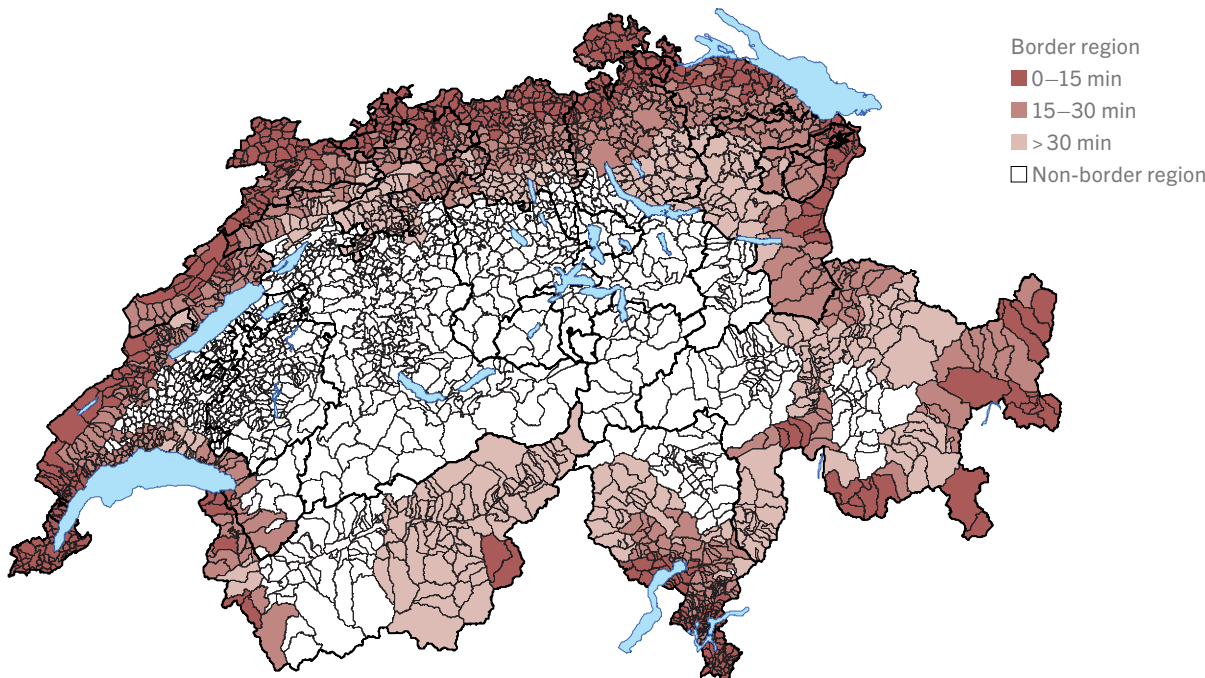 Border region
0–15 min
15–30 min
> 30 min
Non-border region